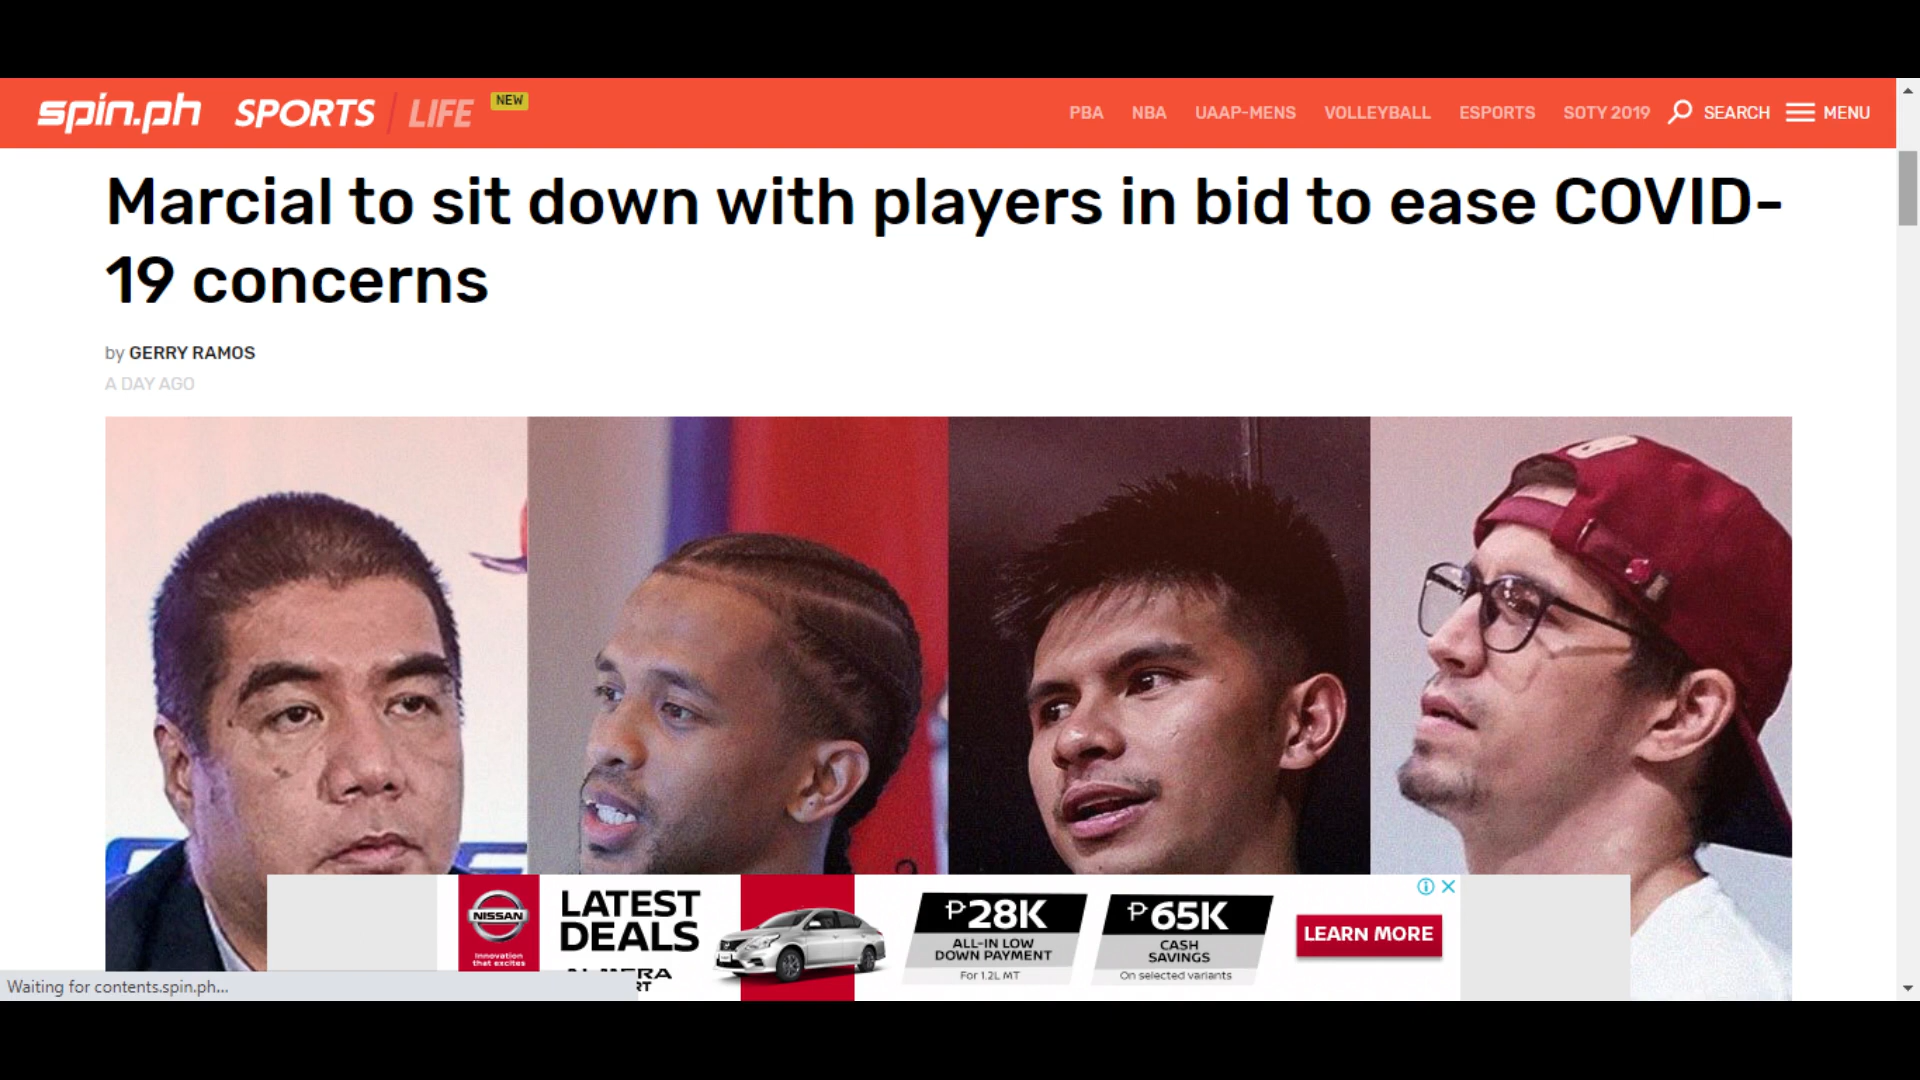 spin.ph SPORTS / LIFE NEW PBA NBA UAAP-MENS VOLLEYBALL ESPORTS SOTY 2019 SEARCH MENU
Marcial to sit down with players in bid to ease COVID-
19 concerns
by GERRY RAMOS
A DAY AGO
NISSAN
Innovation
that excites
LATEST
DEALS
₱28K
ALL-IN LOW
DOWN PAYMENT
For 1.2L MT
₱65K
CASH
SAVINGS
On selected variants
LEARN MORE
Waiting for contents.spin.ph...